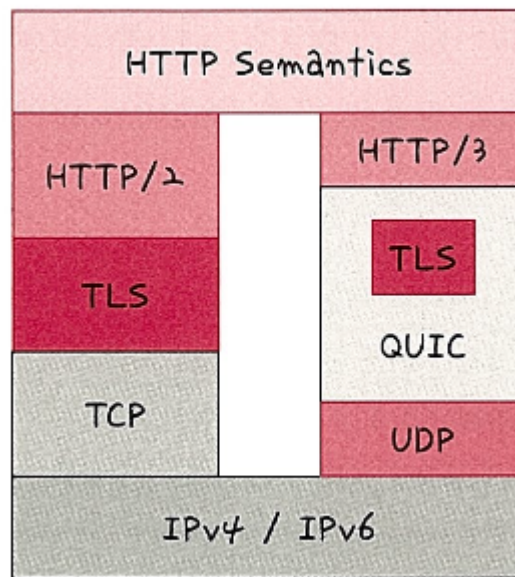 HTTP Semantics
HTTP/2
TLS
TCP
HTTP/3
TLS
QUIC
UDP
IPv4 / IPv6